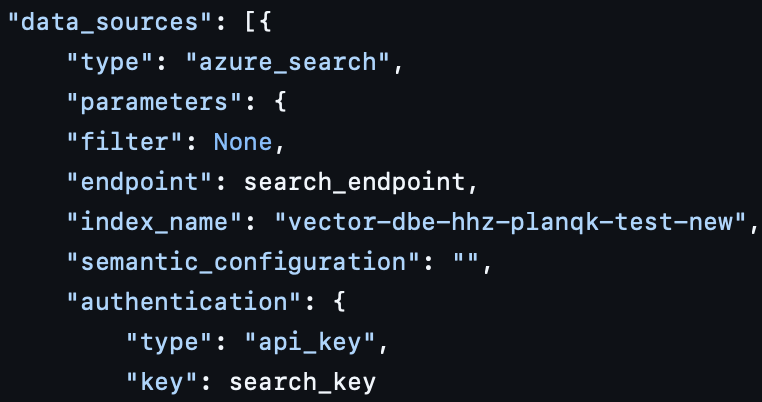 "data_sources": [{
"type": "azure_search",
"parameters": {
"filter": None,
"endpoint": search_endpoint,
"index_name": "vector-dbe-hhz-planqk-test-new",
"semantic_configuration": "",
"authentication": {
"type": "api_key",
"key": search_key